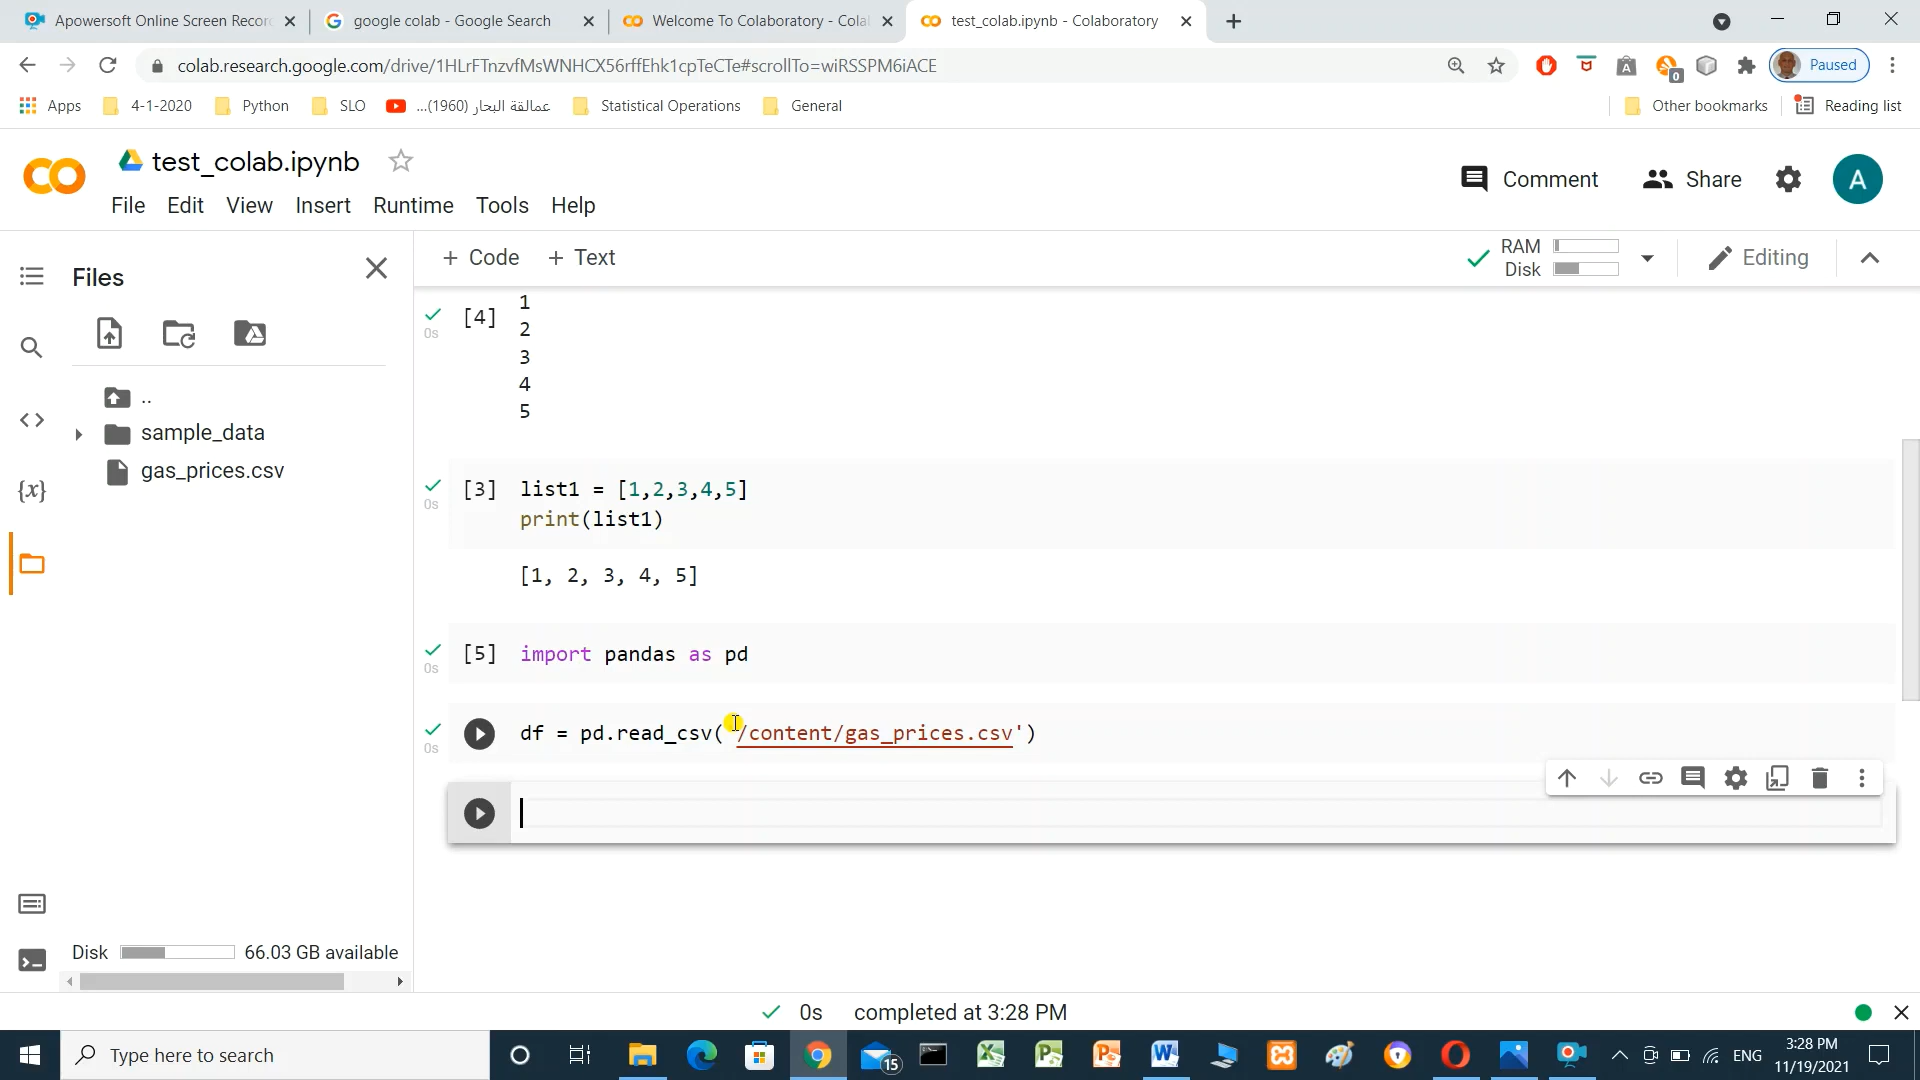 Apowersoft Online Screen Recor
google colab - Google Search
Welcome To Colaboratory - Cola
test_colab.ipynb - Colaboratory
colab.research.google.com/drive/1HLrFTnzvfMsWNHCX56rffEhk1cpTeCTe#scrollTo=wiRSSPM6iACE
0
Paused
Apps
4-1-2020
Python
SLO
عمالقة البحار (1960)...
Statistical Operations
General
Other bookmarks
Reading list
test_colab.ipynb
Comment
Share
A
File Edit View Insert Runtime Tools Help
Files
+ Code + Text
RAM
Disk
Editing
..
sample_data
gas_prices.csv
{x}
0s
[4]
1
2
3
4
5
0s
[3] list1 = [1,2,3,4,5]
print(list1)
[1, 2, 3, 4, 5]
0s
[5] import pandas as pd
0s
df = pd.read_csv('/content/gas_prices.csv')
Disk
66.03 GB available
0s completed at 3:28 PM
Type here to search
15
ENG
3:28 PM
11/19/2021